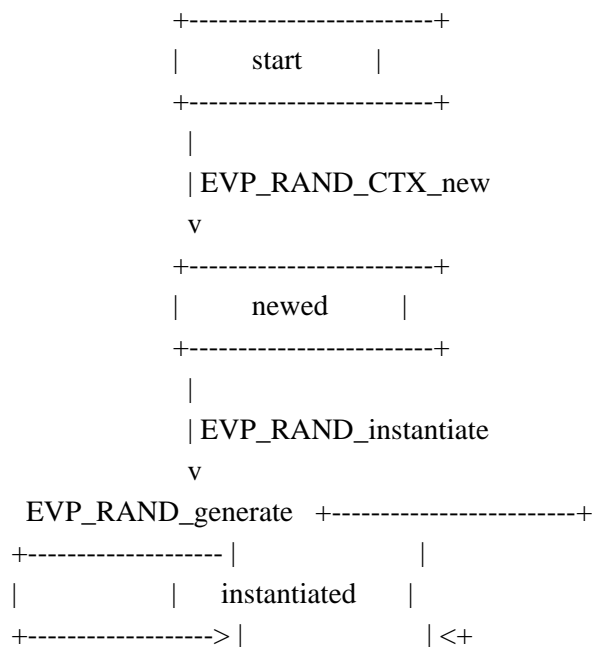 +-------------------------+
| start |
+-------------------------+
|
| EVP_RAND_CTX_new
v
+-------------------------+
| newed |
+-------------------------+
|
| EVP_RAND_instantiate
v
EVP_RAND_generate +-------------------------+
+-------------------- | |
| | instantiated |
+-------------------> | | <+